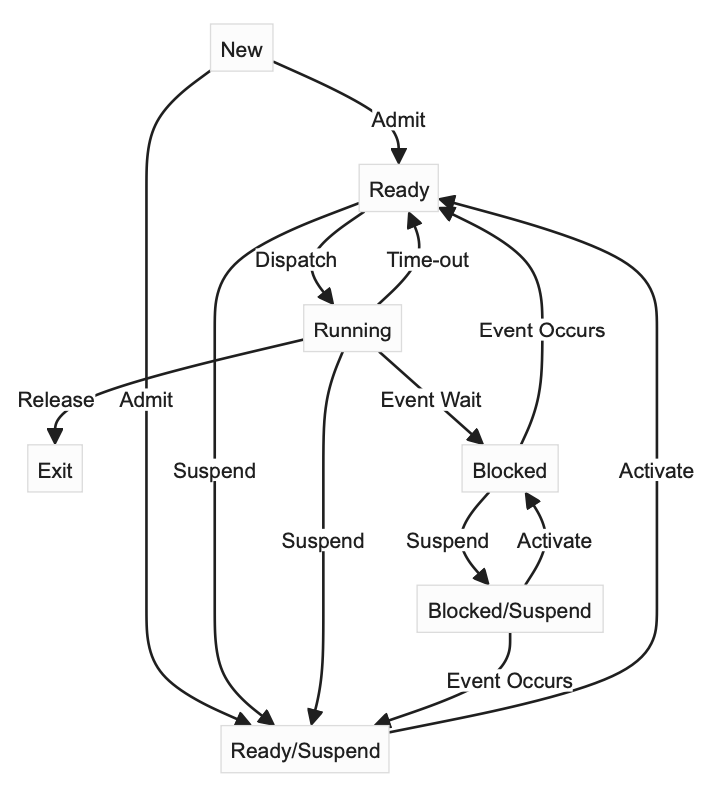 New
Admit
Ready
Dispatch
Time-out
Running
Event Occurs
Release
Admit
Event Wait
Exit
Suspend
Blocked
Activate
Suspend
Suspend
Activate
Blocked/Suspend
Event Occurs
Ready/Suspend